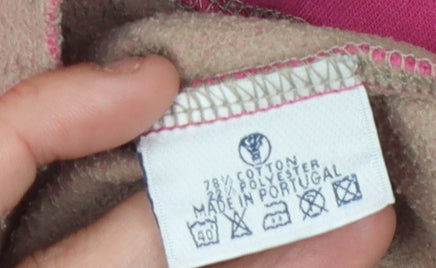 78% COTTON
22% POLYESTER
MADE IN PORTUGAL
40